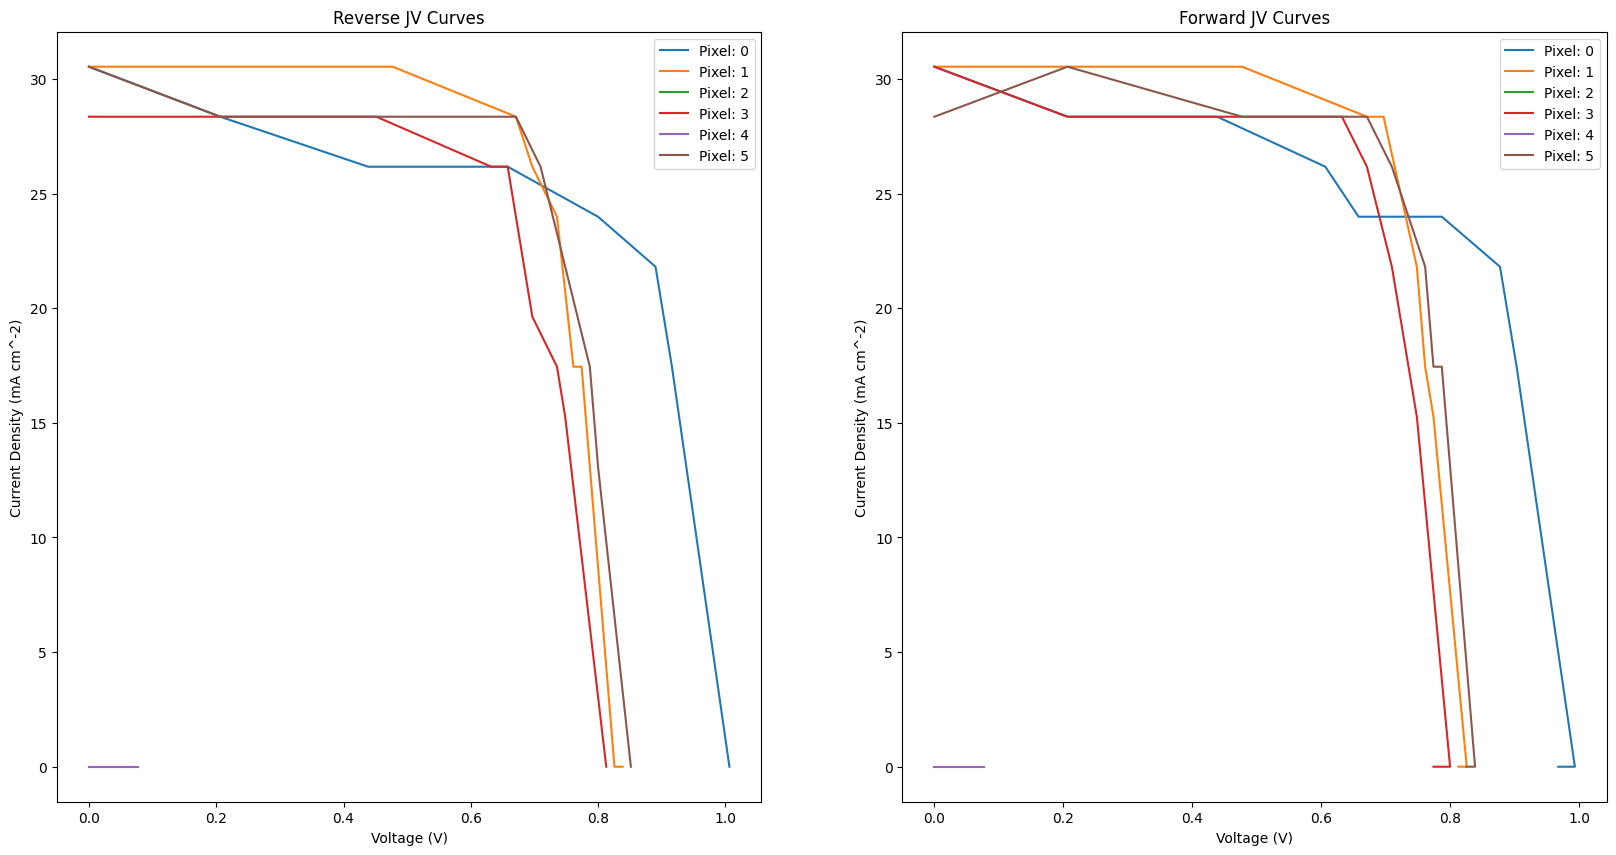 Reverse JV Curves
Current Density (mA cm^-2)
30
25
20
15
10
5
0
Pixel: 0
Pixel: 1
Pixel: 2
Pixel: 3
Pixel: 4
Pixel: 5
0.0 0.2 0.4 0.6 0.8 1.0
Voltage (V)
Forward JV Curves
Current Density (mA cm^-2)
30
25
20
15
10
5
0
Pixel: 0
Pixel: 1
Pixel: 2
Pixel: 3
Pixel: 4
Pixel: 5
0.0 0.2 0.4 0.6 0.8 1.0
Voltage (V)